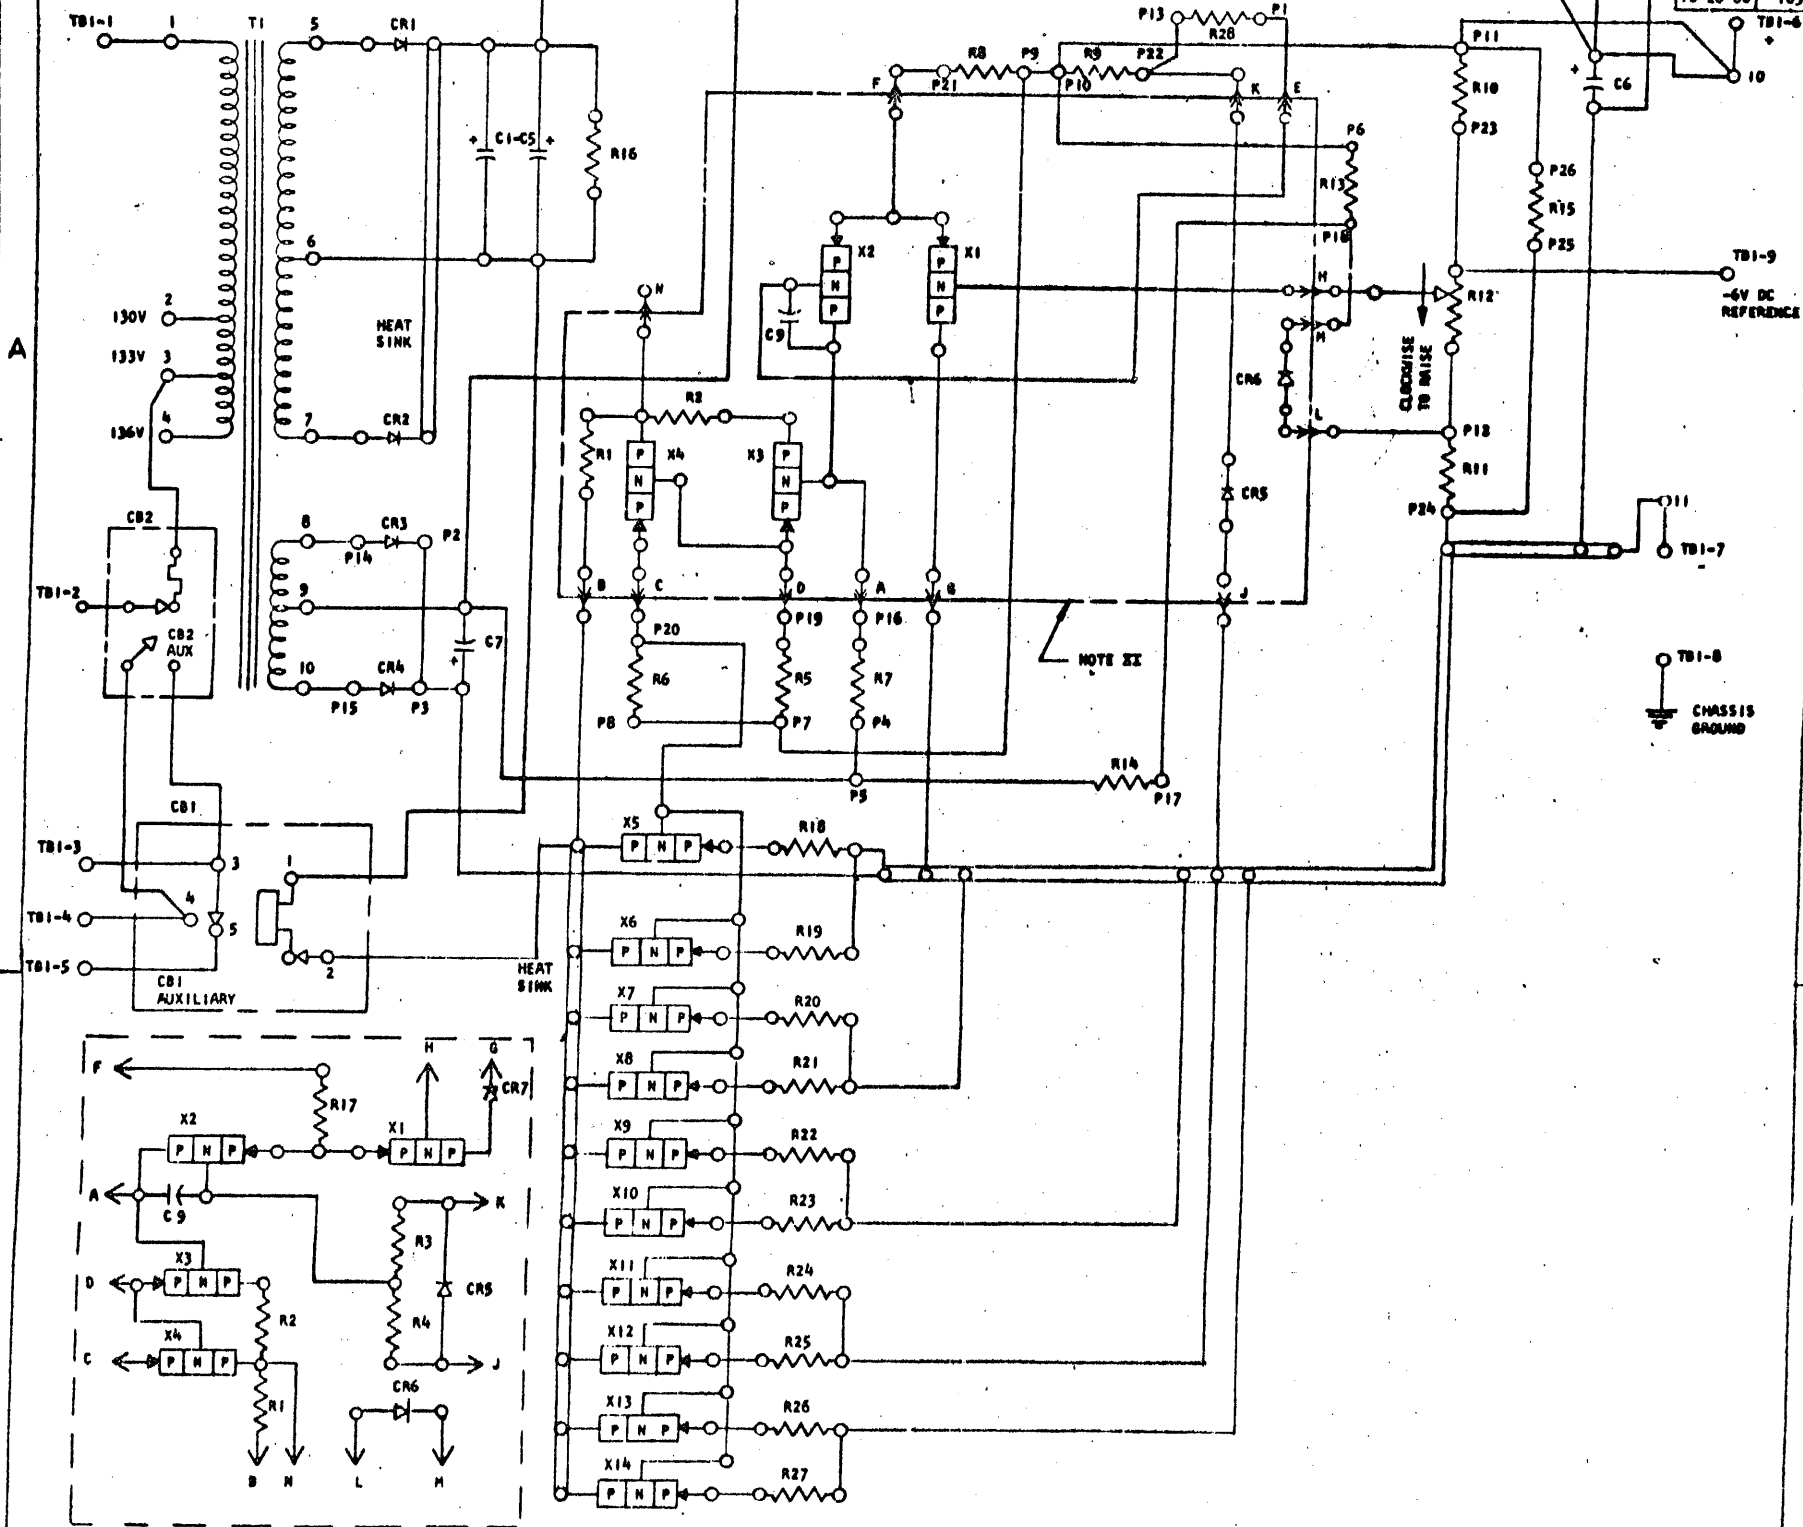 TB1-1
1
T1
5
CR1
P13
P1
R28
P11
TB1-6
+
R8
P9
R9
P22
F
P21
P10
K
E
+
C6
10
R10
+
C1-C5
+
R16
P6
P23
R13
P26
R15
P18
P25
6
X2
X1
TB1-9
N
H
R12
-6V DC
REFERENCE
2
130V
HEAT
SINK
C9
M
A
133V
3
CR6
CLOCKWISE
TO RAISE
4
136V
7
CR2
R2
L
P12
R1
X4
X3
R11
CR5
P24
11
CB2
8
CR3
P2
P14
TB1-7
-
TB1-2
9
B
C
D
A
G
J
CB2
AUX
C7
+
P20
P19
P16
NOTE XI
TB1-8
10
CR4
R6
R5
R7
P15
P3
P8
P7
P4
CHASSIS
GROUND
R14
P5
P17
CB1
X5
P N P
R18
TB1-3
3
1
4
TB1-4
5
X6
P N P
R19
TB1-5
2
HEAT
SINK
CB1
AUXILIARY
X7
P N P
R20
F
H
G
CR7
X8
P N P
R21
R17
X2
P N P
X1
P N P
X9
P N P
R22
A
C9
K
X10
P N P
R23
R3
X3
P N P
D
CR5
X11
P N P
R24
R2
R4
X4
P N P
C
J
X12
P N P
R25
CR6
R1
X13
P N P
R26
B
N
L
M
X14
P N P
R27